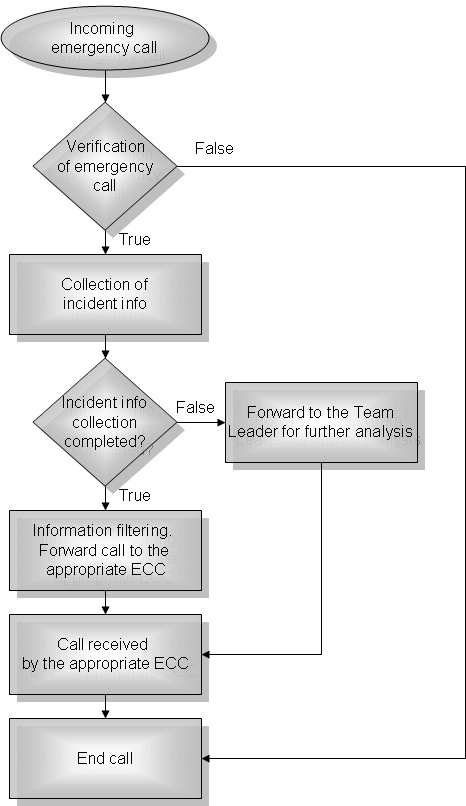 Incoming
emergency call
Verification
of emergency
call
False
True
Collection of
incident info
Incident info
collection
completed?
False
Forward to the Team
Leader for further analysis
True
Information filtering.
Forward call to the
appropriate ECC
Call received
by the appropriate ECC
End call